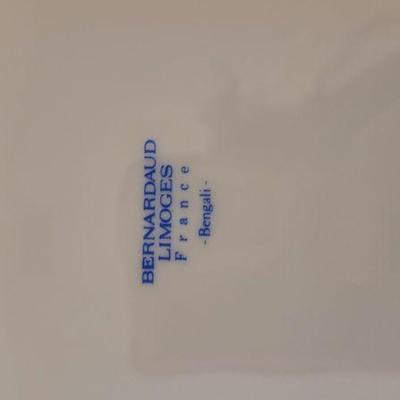 BERNARDAUD
LIMOGES
France
- Bengali -